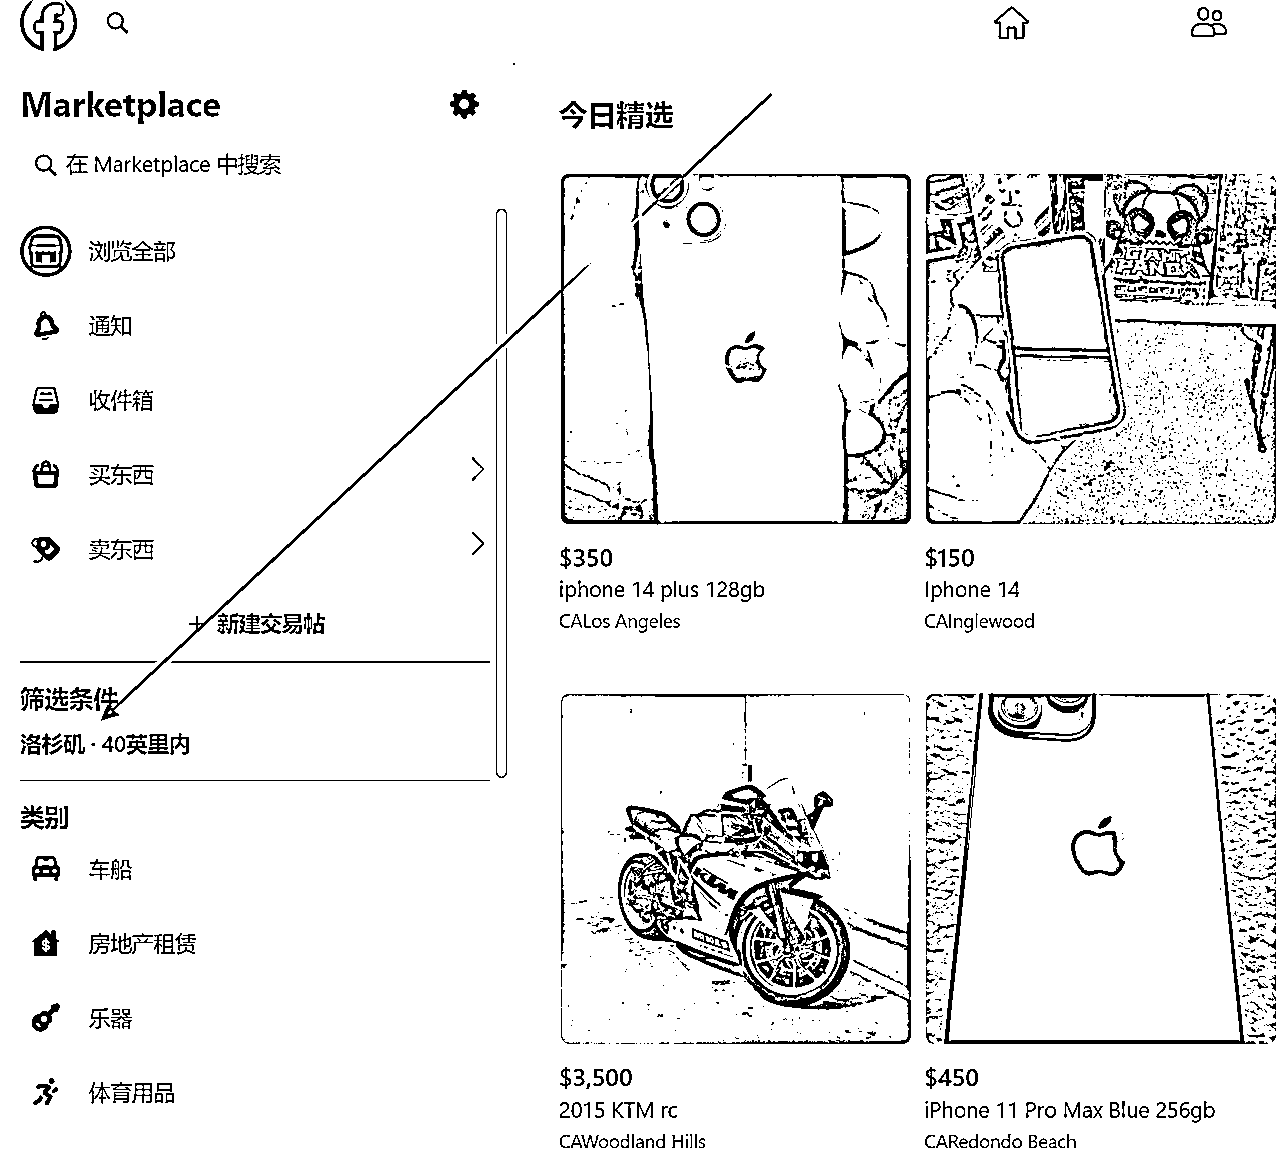 Marketplace
在 Marketplace 中搜索
浏览全部
通知
收件箱
买东西
卖东西
+ 新建交易帖
筛选条件
洛杉矶 · 40英里内
类别
车船
房地产租赁
乐器
体育用品
今日精选
$350
iphone 14 plus 128gb
CALos Angeles
$150
Iphone 14
CAInglewood
$3,500
2015 KTM rc
CAWoodland Hills
$450
iPhone 11 Pro Max Blue 256gb
CARedondo Beach